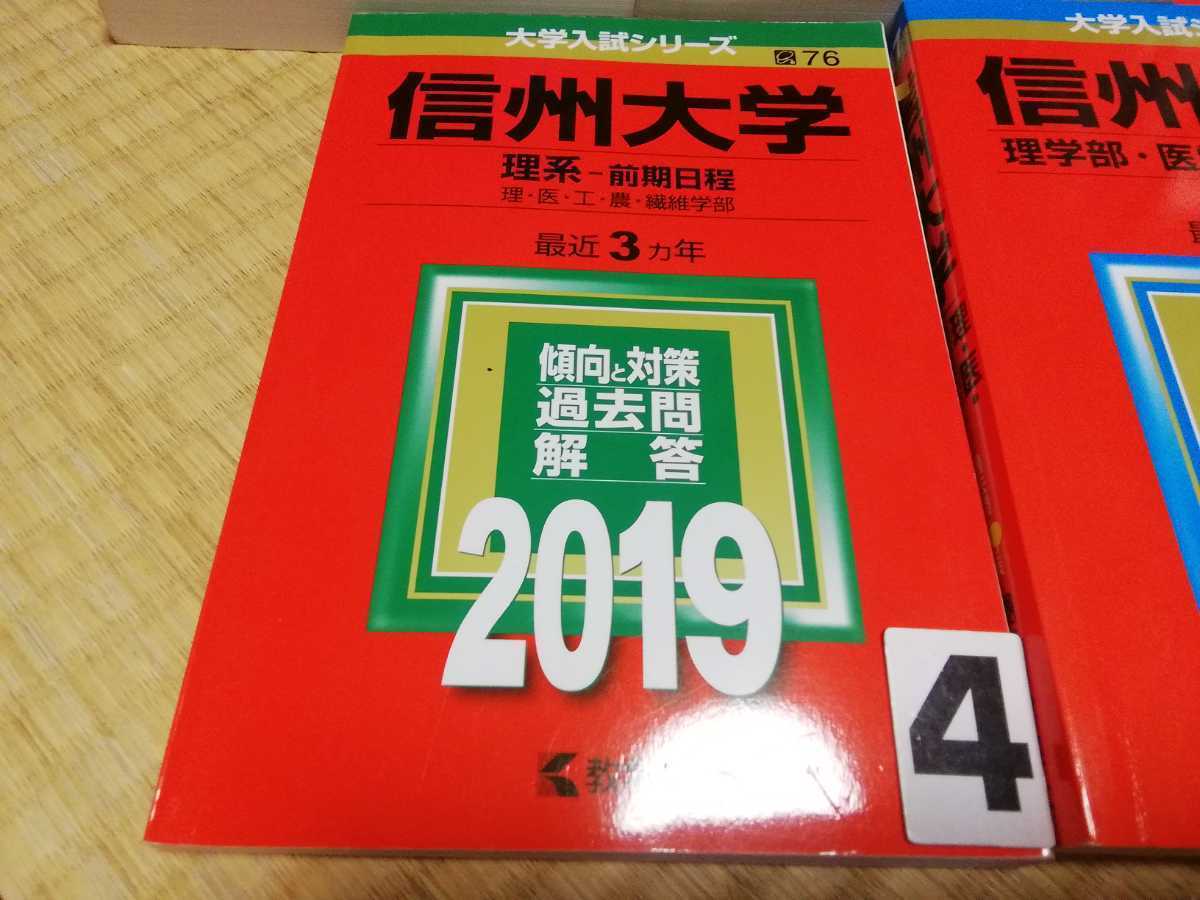 大学入試シリーズ
76
信州大学
理系-前期日程
理・医・工・農・繊維学部
最近3カ年
傾向と対策
過去問
解答
2019
教
4
大学入試シ
信州
理学部・医